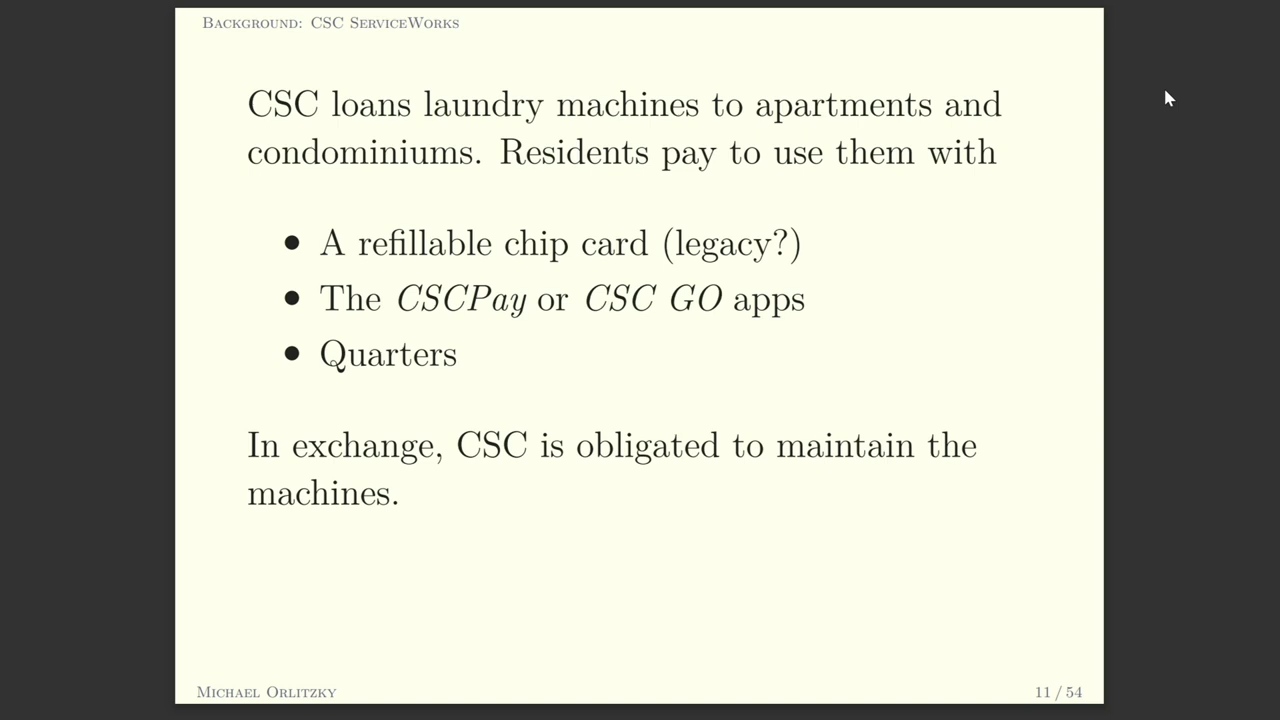 Background: CSC ServiceWorks
CSC loans laundry machines to apartments and
condominiums. Residents pay to use them with
• A refillable chip card (legacy?)
• The CSCPay or CSC GO apps
• Quarters
In exchange, CSC is obligated to maintain the
machines.
Michael Orlitzky
11 / 54